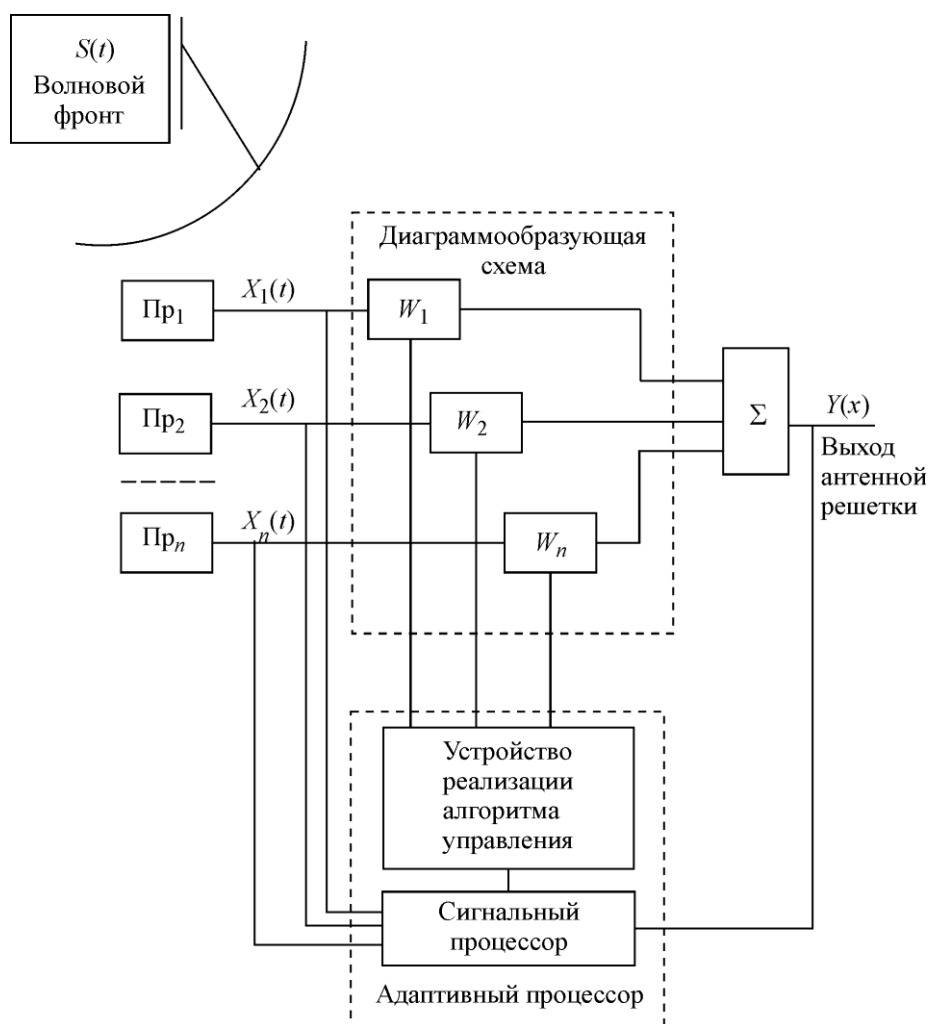 S(t)
Волновой
фронт
Диаграммообразующая
схема
Пр1
X1(t)
W1
Пр2
X2(t)
W2
Σ
Y(x)
Выход
антенной
решетки
Прn
Xn(t)
Wn
Устройство
реализации
алгоритма
управления
Сигнальный
процессор
Адаптивный процессор